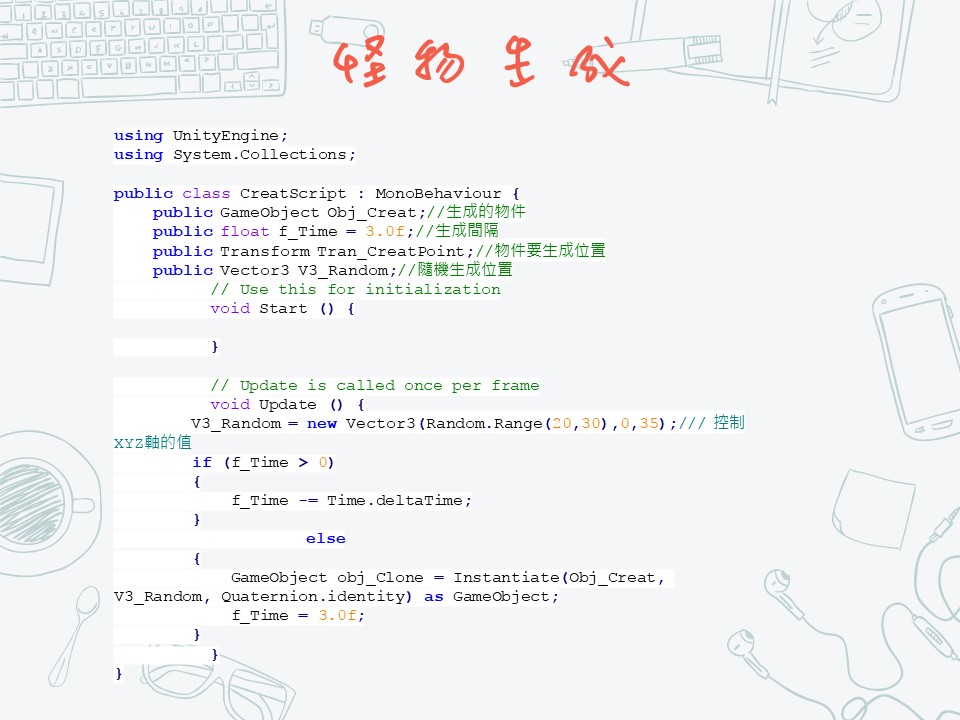 怪物生成
using UnityEngine;
using System.Collections;
public class CreatScript : MonoBehaviour {
public GameObject Obj_Creat;//生成的物件
public float f_Time = 3.0f;//生成間隔
public Transform Tran_CreatPoint;//物件要生成位置
public Vector3 V3_Random;//隨機生成位置
// Use this for initialization
void Start () {
}
// Update is called once per frame
void Update () {
V3_Random = new Vector3(Random.Range(20,30),0,35);/// 控制
XYZ軸的值
if (f_Time > 0)
{
f_Time -= Time.deltaTime;
}
else
{
GameObject obj_Clone = Instantiate(Obj_Creat,
V3_Random, Quaternion.identity) as GameObject;
f_Time = 3.0f;
}
}
}